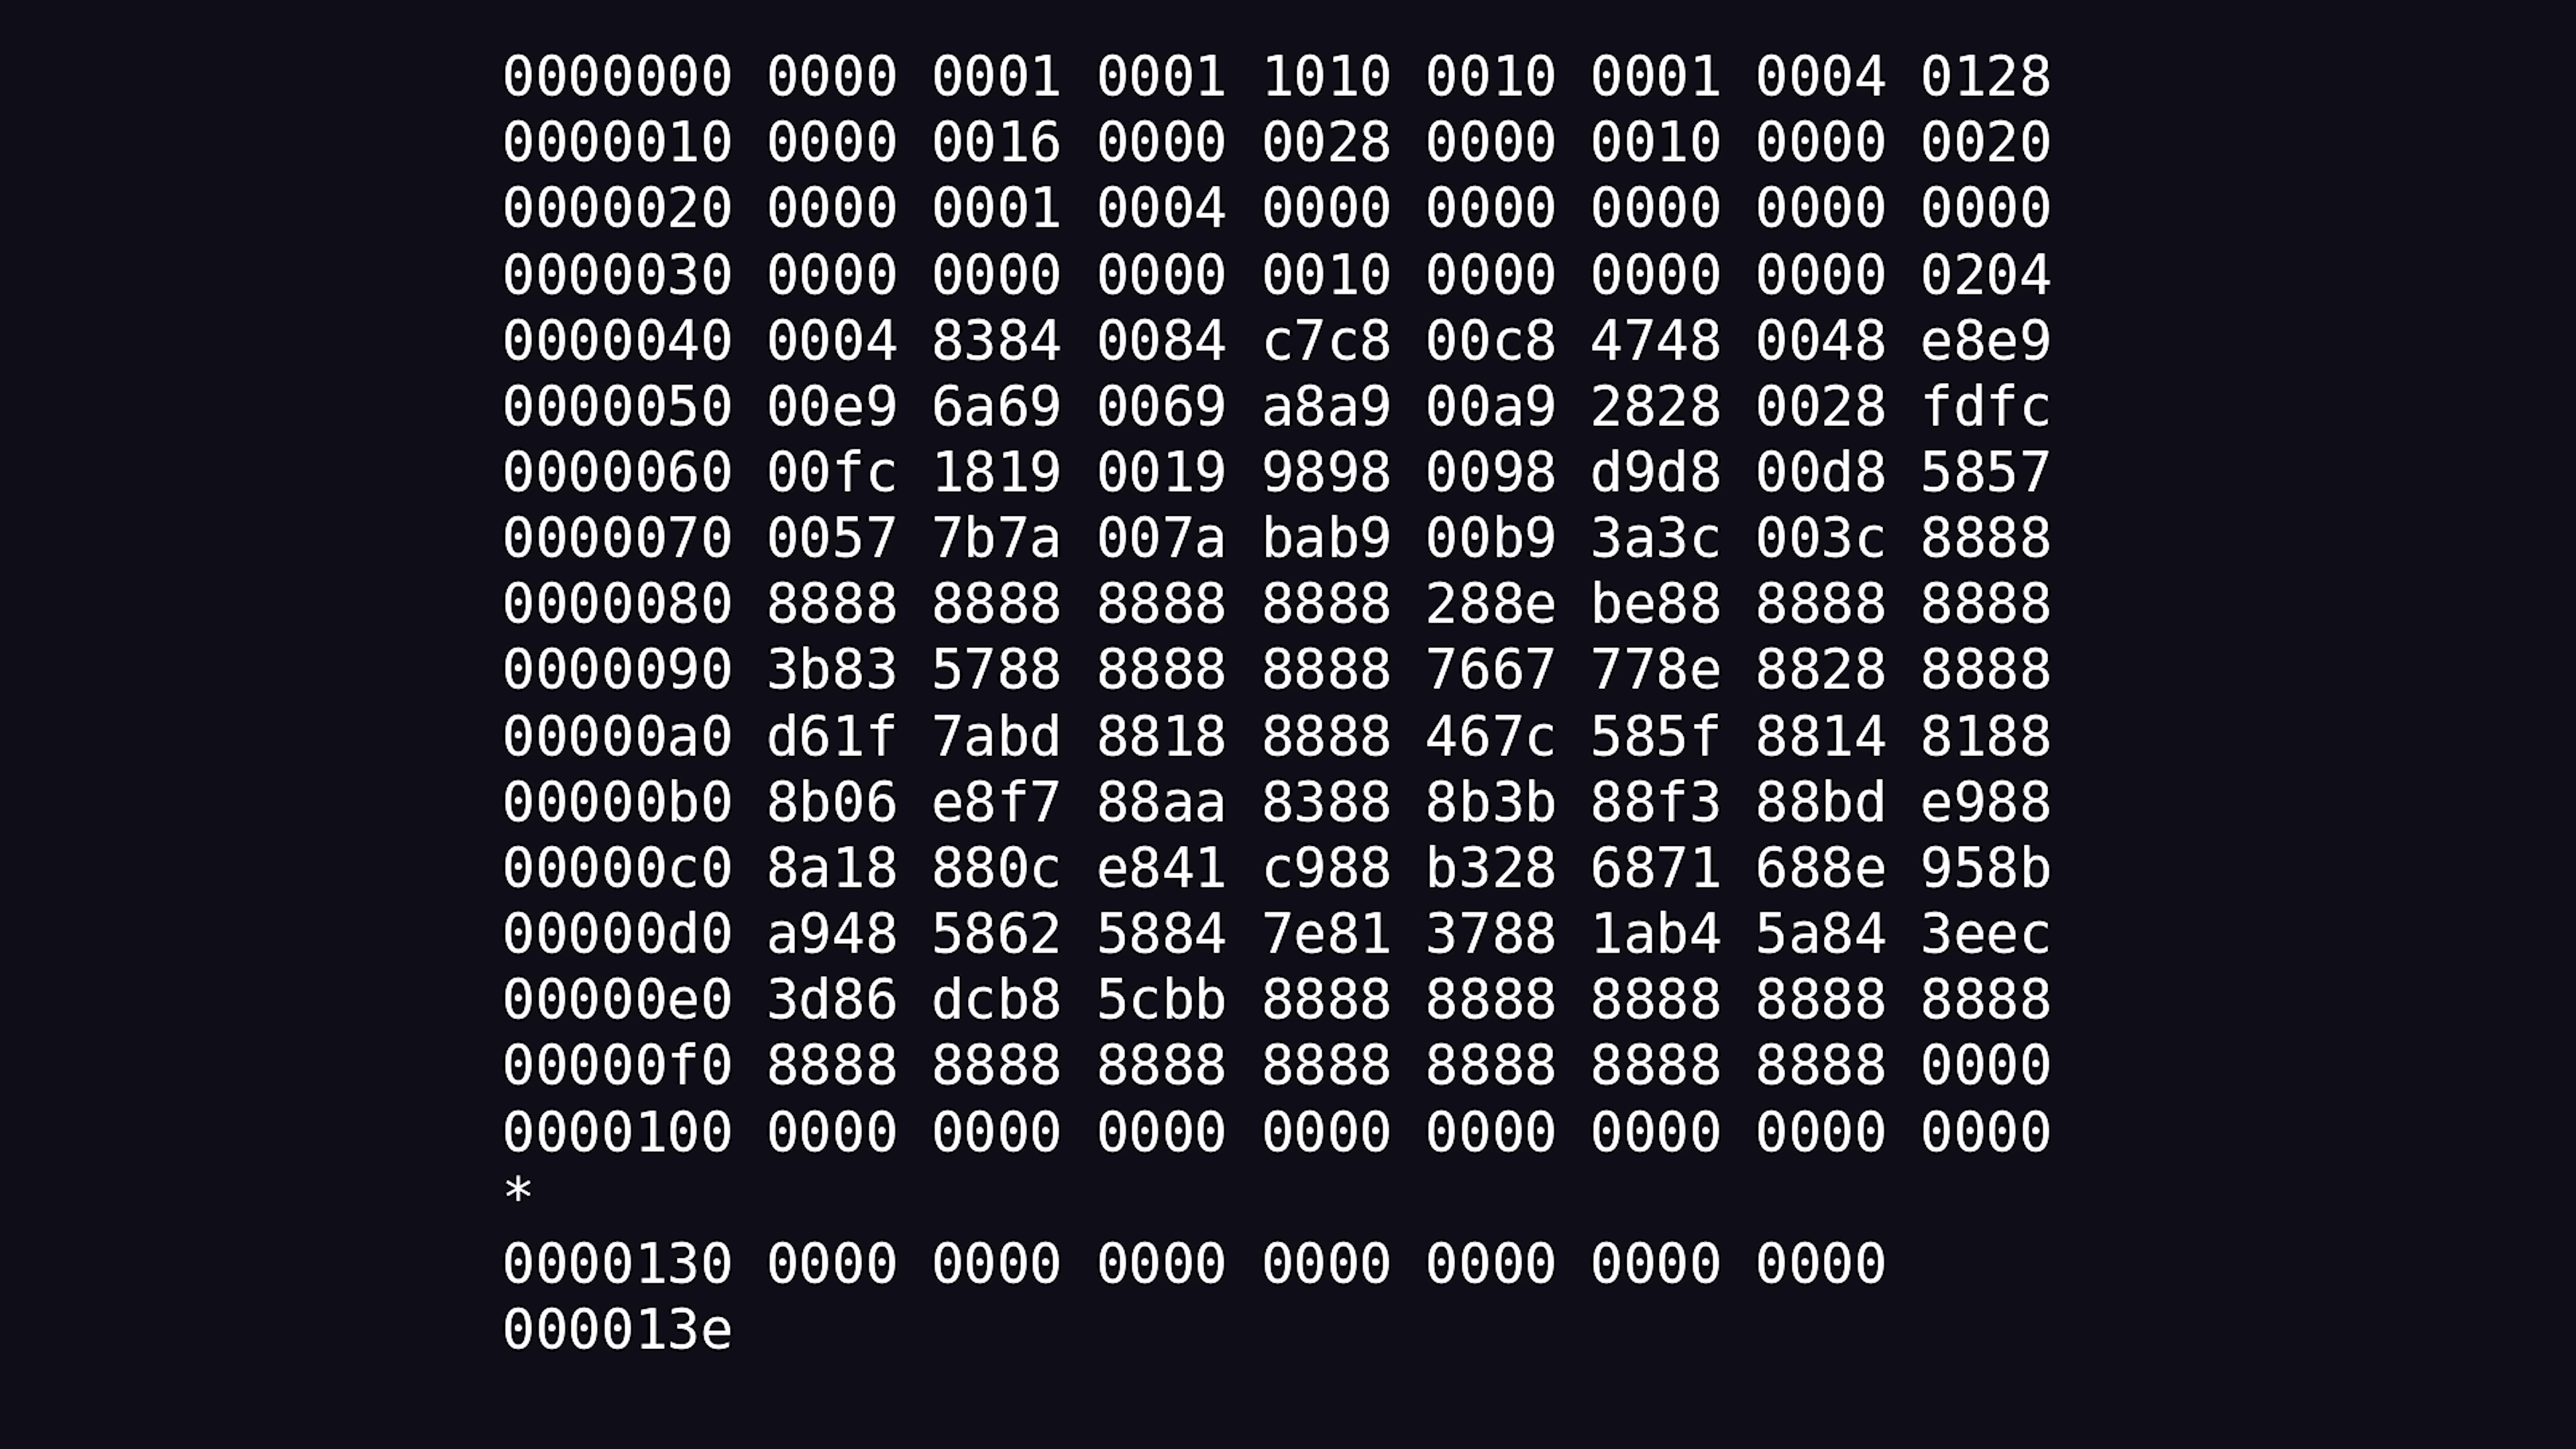 0000000 0000 0001 0001 1010 0010 0001 0004 0128
0000010 0000 0016 0000 0028 0000 0010 0000 0020
0000020 0000 0001 0004 0000 0000 0000 0000 0000
0000030 0000 0000 0000 0010 0000 0000 0000 0204
0000040 0004 8384 0084 c7c8 00c8 4748 0048 e8e9
0000050 00e9 6a69 0069 a8a9 00a9 2828 0028 fdfc
0000060 00fc 1819 0019 9898 0098 d9d8 00d8 5857
0000070 0057 7b7a 007a bab9 00b9 3a3c 003c 8888
0000080 8888 8888 8888 8888 288e be88 8888 8888
0000090 3b83 5788 8888 8888 7667 778e 8828 8888
00000a0 d61f 7abd 8818 8888 467c 585f 8814 8188
00000b0 8b06 e8f7 88aa 8388 8b3b 88f3 88bd e988
00000c0 8a18 880c e841 c988 b328 6871 688e 958b
00000d0 a948 5862 5884 7e81 3788 1ab4 5a84 3eec
00000e0 3d86 dcb8 5cbb 8888 8888 8888 8888 8888
00000f0 8888 8888 8888 8888 8888 8888 8888 0000
0000100 0000 0000 0000 0000 0000 0000 0000 0000
*
0000130 0000 0000 0000 0000 0000 0000 0000
000013e